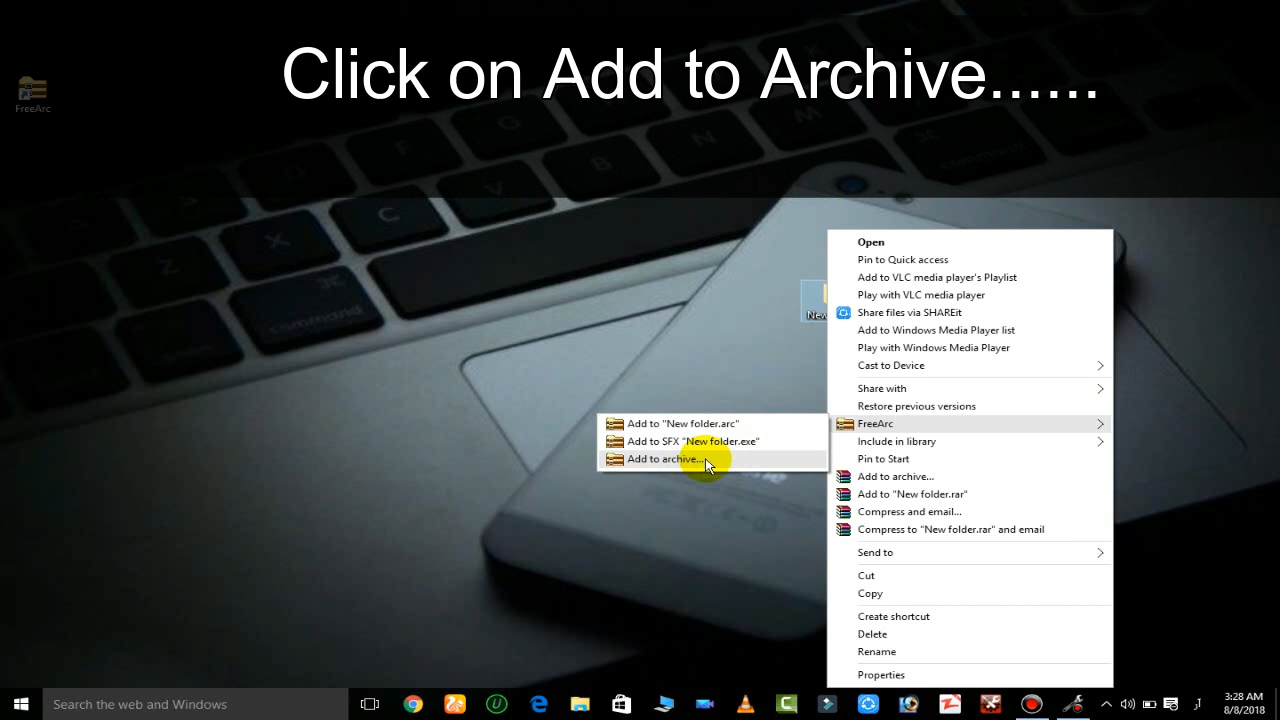 Click on Add to Archive......
FreeArc
New
Open
Pin to Quick access
Add to VLC media player's Playlist
Play with VLC media player
Share files via SHAREit
Add to Windows Media Player list
Play with Windows Media Player
Cast to Device
Share with
Restore previous versions
FreeArc
Include in library
Pin to Start
Add to archive...
Add to "New folder.rar"
Compress and email...
Compress to "New folder.rar" and email
Send to
Cut
Copy
Create shortcut
Delete
Rename
Properties
Add to "New folder.arc"
Add to SFX "New folder.exe"
Add to archive...
C
X
Z
V
B
N
F
G
command
command
Search the web and Windows
3:28 AM
8/8/2018